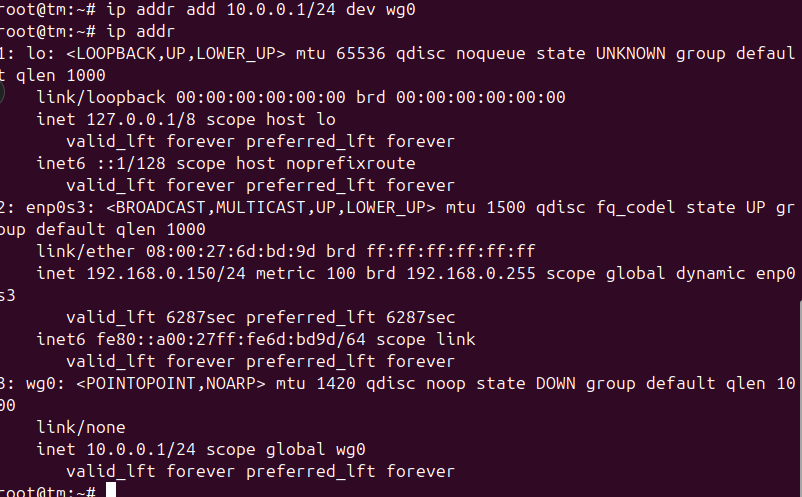 root@tm:~# ip addr add 10.0.0.1/24 dev wg0
root@tm:~# ip addr
1: lo: <LOOPBACK,UP,LOWER_UP> mtu 65536 qdisc noqueue state UNKNOWN group defaul
t qlen 1000
    link/loopback 00:00:00:00:00:00 brd 00:00:00:00:00:00
    inet 127.0.0.1/8 scope host lo
       valid_lft forever preferred_lft forever
    inet6 ::1/128 scope host noprefixroute
       valid_lft forever preferred_lft forever
2: enp0s3: <BROADCAST,MULTICAST,UP,LOWER_UP> mtu 1500 qdisc fq_codel state UP gr
oup default qlen 1000
    link/ether 08:00:27:6d:bd:9d brd ff:ff:ff:ff:ff:ff
    inet 192.168.0.150/24 metric 100 brd 192.168.0.255 scope global dynamic enp0
s3
       valid_lft 6287sec preferred_lft 6287sec
    inet6 fe80::a00:27ff:fe6d:bd9d/64 scope link
       valid_lft forever preferred_lft forever
3: wg0: <POINTOPOINT,NOARP> mtu 1420 qdisc noop state DOWN group default qlen 10
00
    link/none
    inet 10.0.0.1/24 scope global wg0
       valid_lft forever preferred_lft forever
root@tm:~#